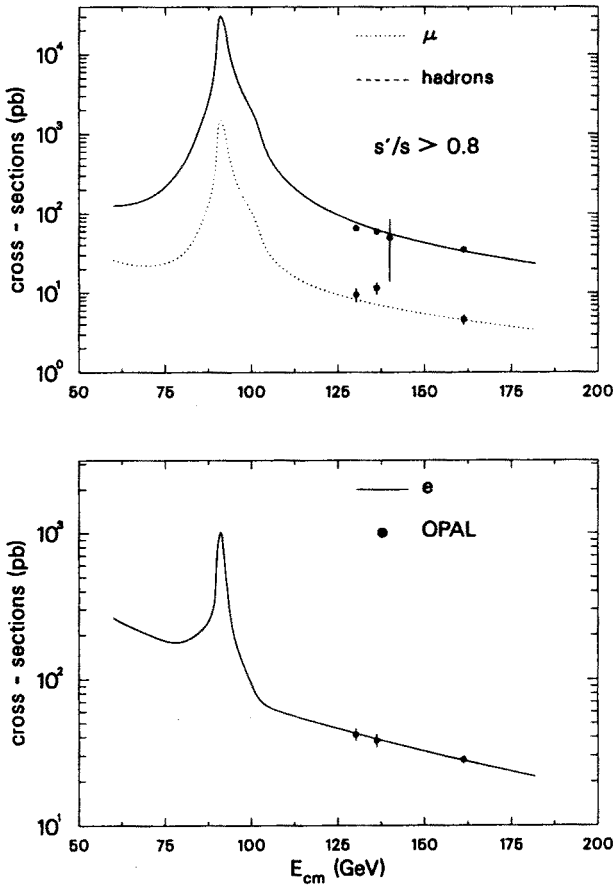 μ
hadrons
s′/s > 0.8
cross - sections (pb)
10⁴
10³
10²
10¹
10⁰
50 75 100 125 150 175 200
e
OPAL
cross - sections (pb)
10³
10²
10¹
50 75 100 125 150 175 200
E_cm (GeV)